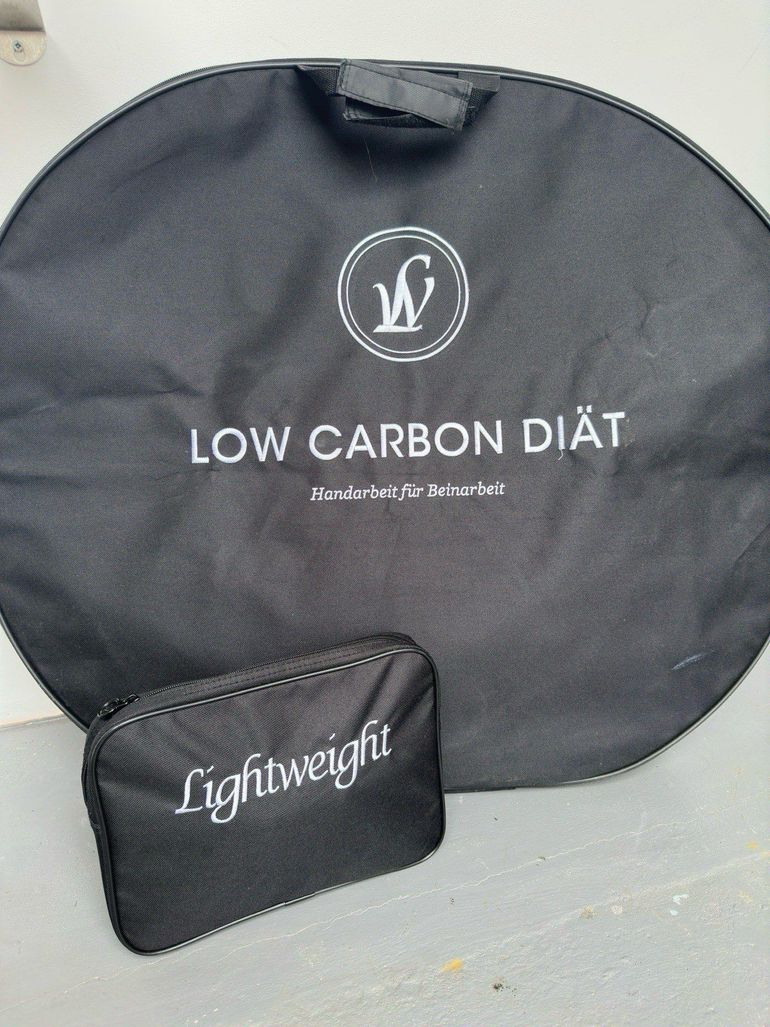 LW
LOW CARBON DIÄT
Handarbeit für Beinarbeit
Lightweight